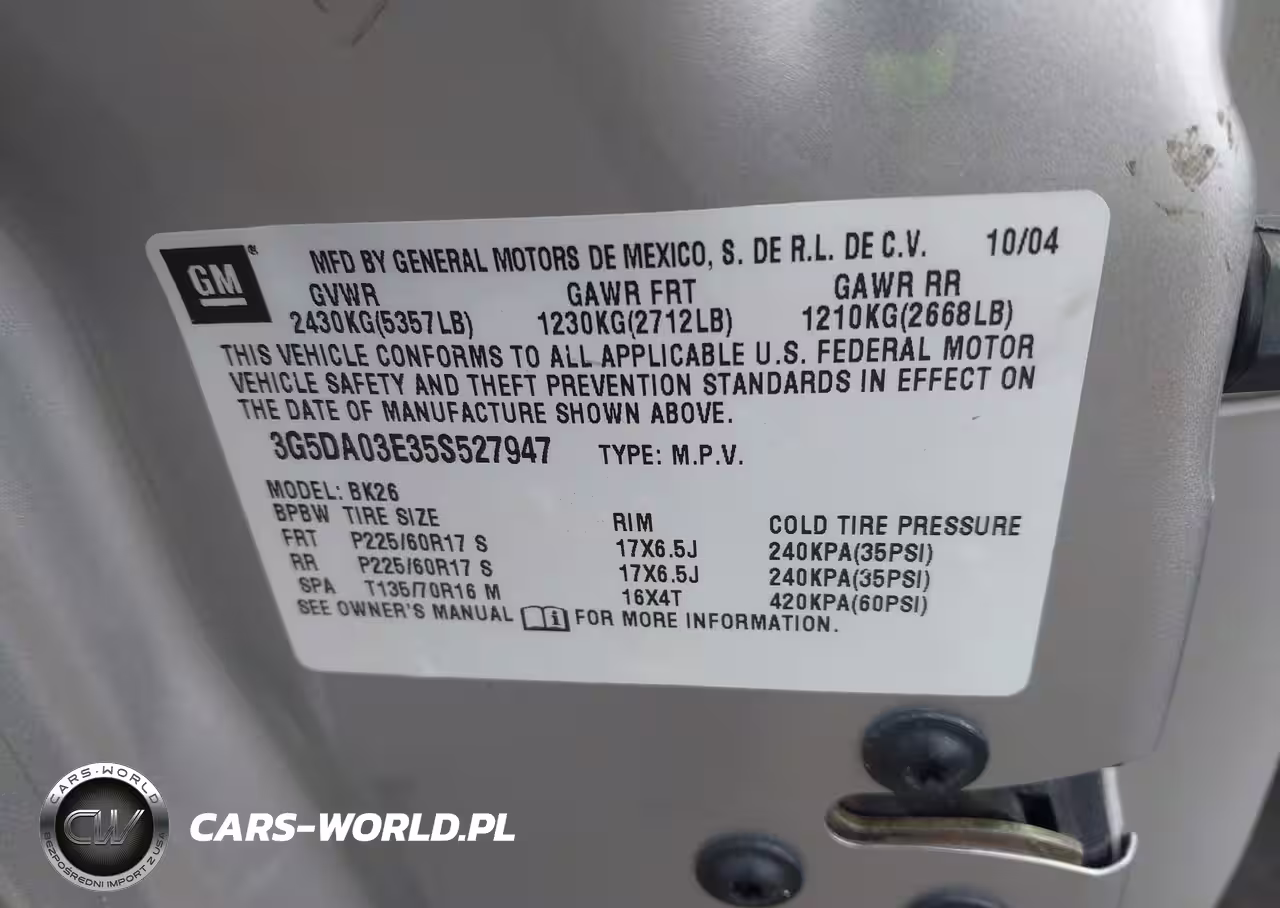 GM®
MFD BY GENERAL MOTORS DE MEXICO, S. DE R.L. DE C.V. 10/04
GVWR GAWR FRT GAWR RR
2430KG(5357LB) 1230KG(2712LB) 1210KG(2668LB)
THIS VEHICLE CONFORMS TO ALL APPLICABLE U.S. FEDERAL MOTOR
VEHICLE SAFETY AND THEFT PREVENTION STANDARDS IN EFFECT ON
THE DATE OF MANUFACTURE SHOWN ABOVE.
3G5DA03E35S527947 TYPE: M.P.V.
MODEL: BK26
BPBW TIRE SIZE RIM COLD TIRE PRESSURE
FRT P225/60R17 S 17X6.5J 240KPA(35PSI)
RR P225/60R17 S 17X6.5J 240KPA(35PSI)
SPA T135/70R16 M 16X4T 420KPA(60PSI)
SEE OWNER'S MANUAL i FOR MORE INFORMATION.
CARS-WORLD
CW
BEZPOŚREDNI IMPORT Z USA
CARS-WORLD.PL